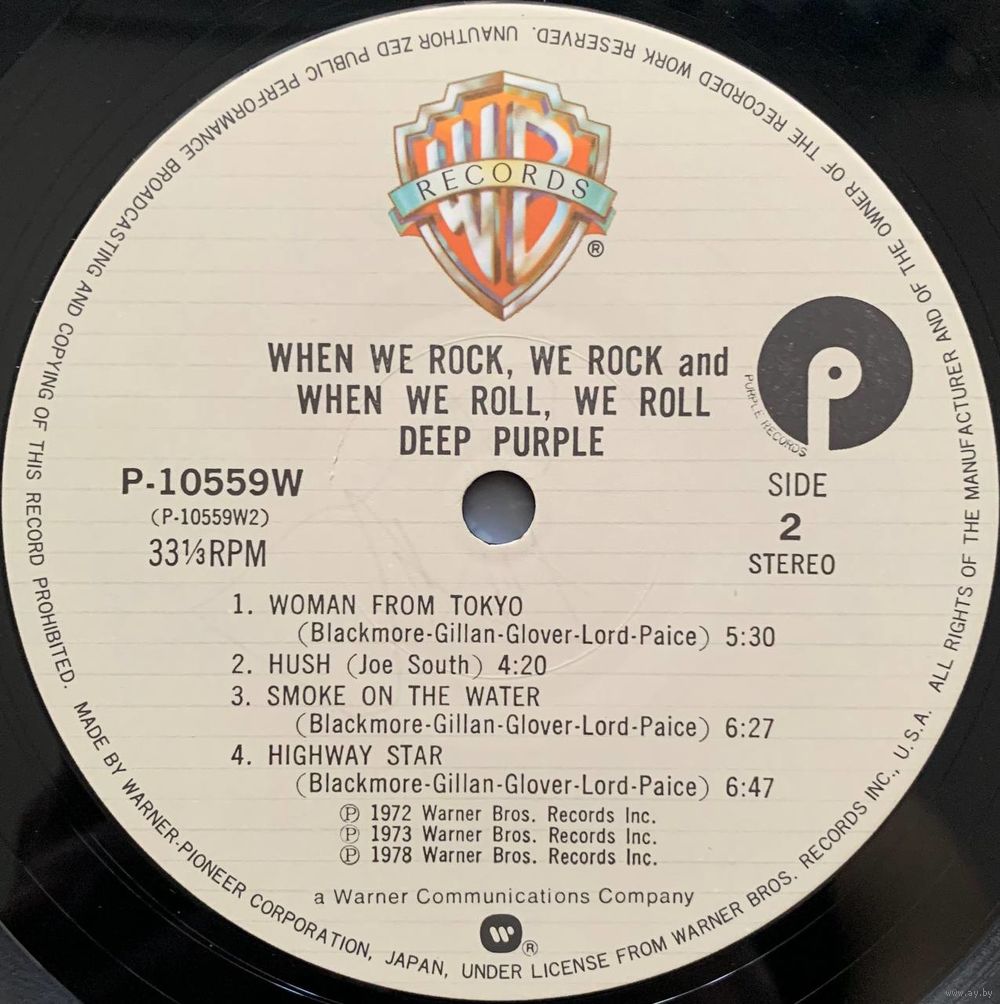 WB
RECORDS
®
WHEN WE ROCK, WE ROCK and
WHEN WE ROLL, WE ROLL
DEEP PURPLE
PURPLE RECORDS
P-10559W
(P-10559W2)
33⅓RPM
SIDE
2
STEREO
1. WOMAN FROM TOKYO
(Blackmore-Gillan-Glover-Lord-Paice) 5:30
2. HUSH (Joe South) 4:20
3. SMOKE ON THE WATER
(Blackmore-Gillan-Glover-Lord-Paice) 6:27
4. HIGHWAY STAR
(Blackmore-Gillan-Glover-Lord-Paice) 6:47
℗ 1972 Warner Bros. Records Inc.
℗ 1973 Warner Bros. Records Inc.
℗ 1978 Warner Bros. Records Inc.
a Warner Communications Company
®
MADE BY WARNER-PIONEER CORPORATION, JAPAN, UNDER LICENSE FROM WARNER BROS. RECORDS INC., U.S.A. ALL RIGHTS OF THE MANUFACTURER AND OF THE OWNER OF THE RECORDED WORK RESERVED. UNAUTHOR ZED PUBLIC PERFORMANCE BROADCASTING AND COPYING OF THIS RECORD PROHIBITED.
www.ay.by